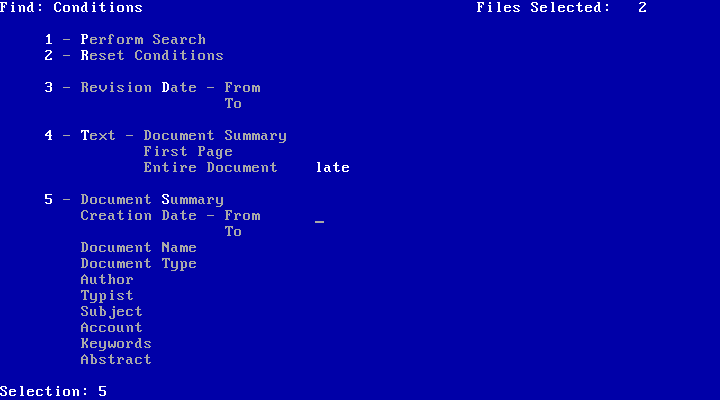 Find: Conditions                                     Files Selected:   2
1 - Perform Search
2 - Reset Conditions
3 - Revision Date - From
To
4 - Text - Document Summary
First Page
Entire Document    late
5 - Document Summary
Creation Date - From      _
To
Document Name
Document Type
Author
Typist
Subject
Account
Keywords
Abstract
Selection: 5